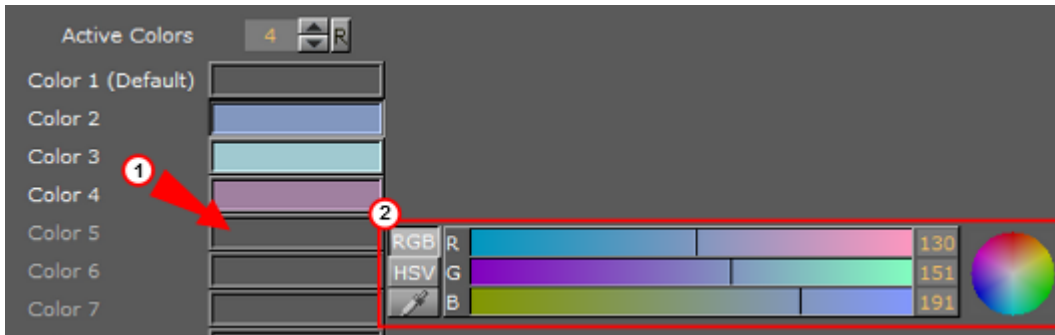 Active Colors 4 R
Color 1 (Default)
Color 2
Color 3
1
Color 4
2
Color 5
RGB R 130
Color 6
HSV G 151
Color 7
B 191